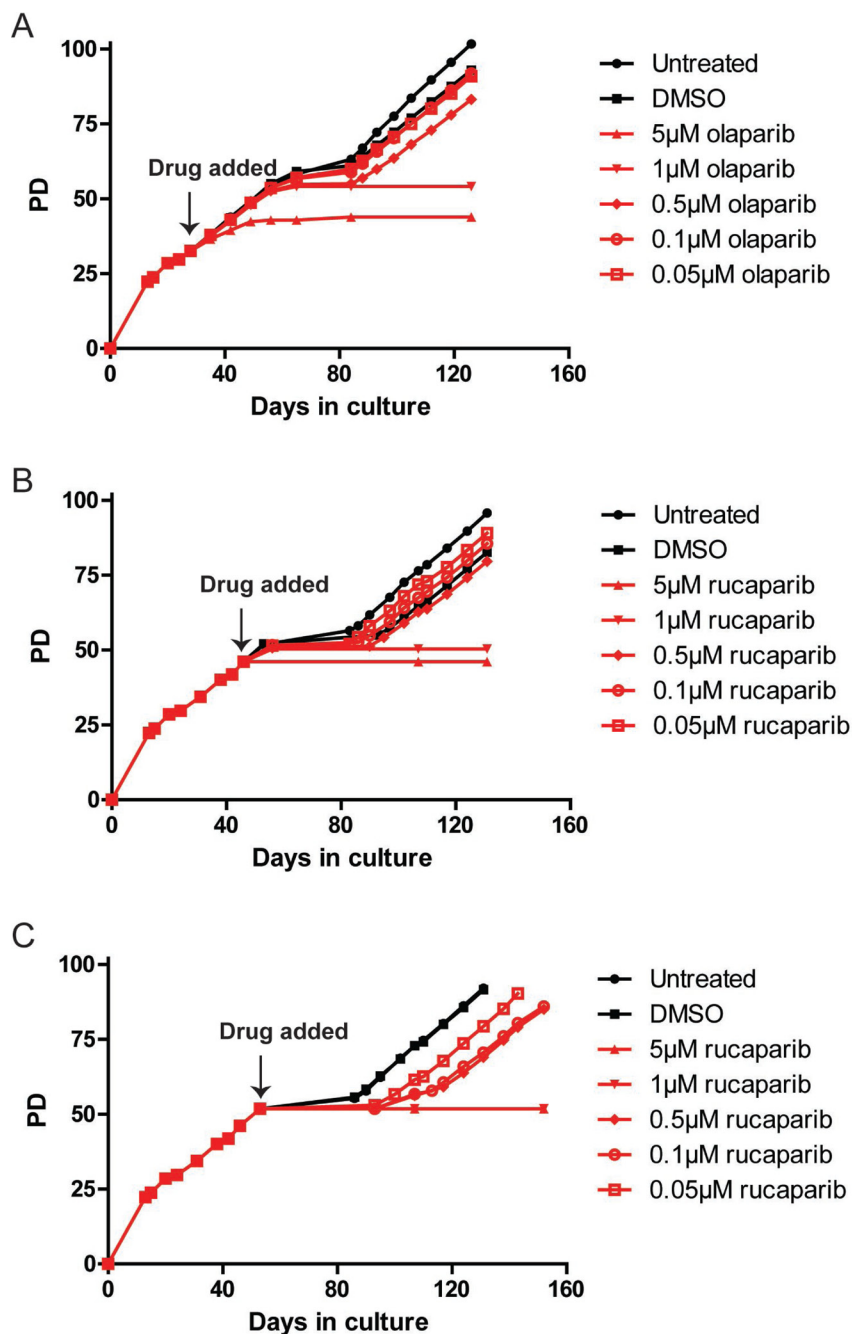 A
100
75
50
25
0
PD
Drug added
0 40 80 120 160
Days in culture
Untreated
DMSO
5µM olaparib
1µM olaparib
0.5µM olaparib
0.1µM olaparib
0.05µM olaparib
B
100
75
50
25
0
PD
Drug added
0 40 80 120 160
Days in culture
Untreated
DMSO
5µM rucaparib
1µM rucaparib
0.5µM rucaparib
0.1µM rucaparib
0.05µM rucaparib
C
100
75
50
25
0
PD
Drug added
0 40 80 120 160
Days in culture
Untreated
DMSO
5µM rucaparib
1µM rucaparib
0.5µM rucaparib
0.1µM rucaparib
0.05µM rucaparib